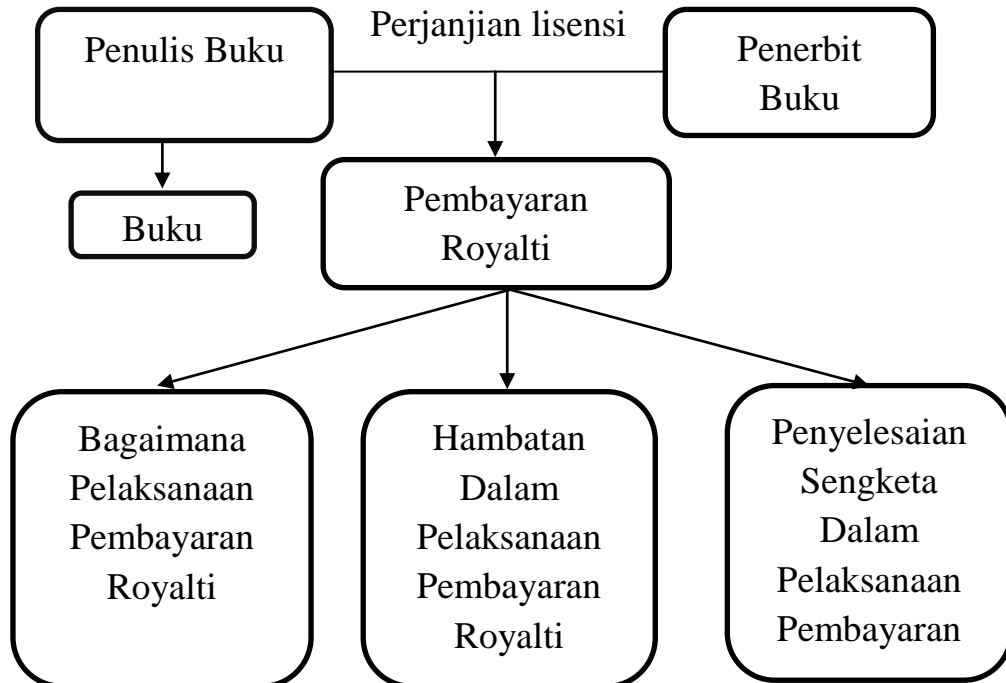 Penulis Buku
Perjanjian lisensi
Penerbit
Buku
Buku
Pembayaran
Royalti
Bagaimana
Pelaksanaan
Pembayaran
Royalti
Hambatan
Dalam
Pelaksanaan
Pembayaran
Royalti
Penyelesaian
Sengketa
Dalam
Pelaksanaan
Pembayaran